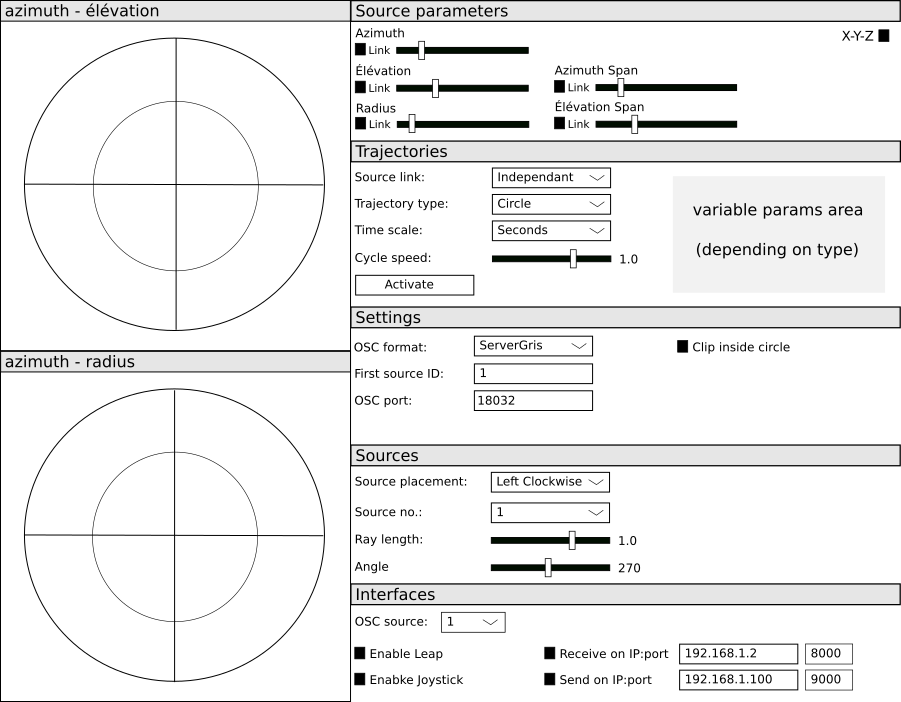 azimuth - élévation
azimuth - radius
Source parameters
Azimuth
X-Y-Z
Link
Élévation
Azimuth Span
Link
Link
Radius
Élévation Span
Link
Link
Trajectories
Source link:
Independant
Trajectory type:
Circle
Time scale:
Seconds
Cycle speed:
1.0
Activate
variable params area
(depending on type)
Settings
OSC format:
ServerGris
Clip inside circle
First source ID:
1
OSC port:
18032
Sources
Source placement:
Left Clockwise
Source no.:
1
Ray length:
1.0
Angle
270
Interfaces
OSC source:
1
Enable Leap
Receive on IP:port
192.168.1.2
8000
Enabke Joystick
Send on IP:port
192.168.1.100
9000